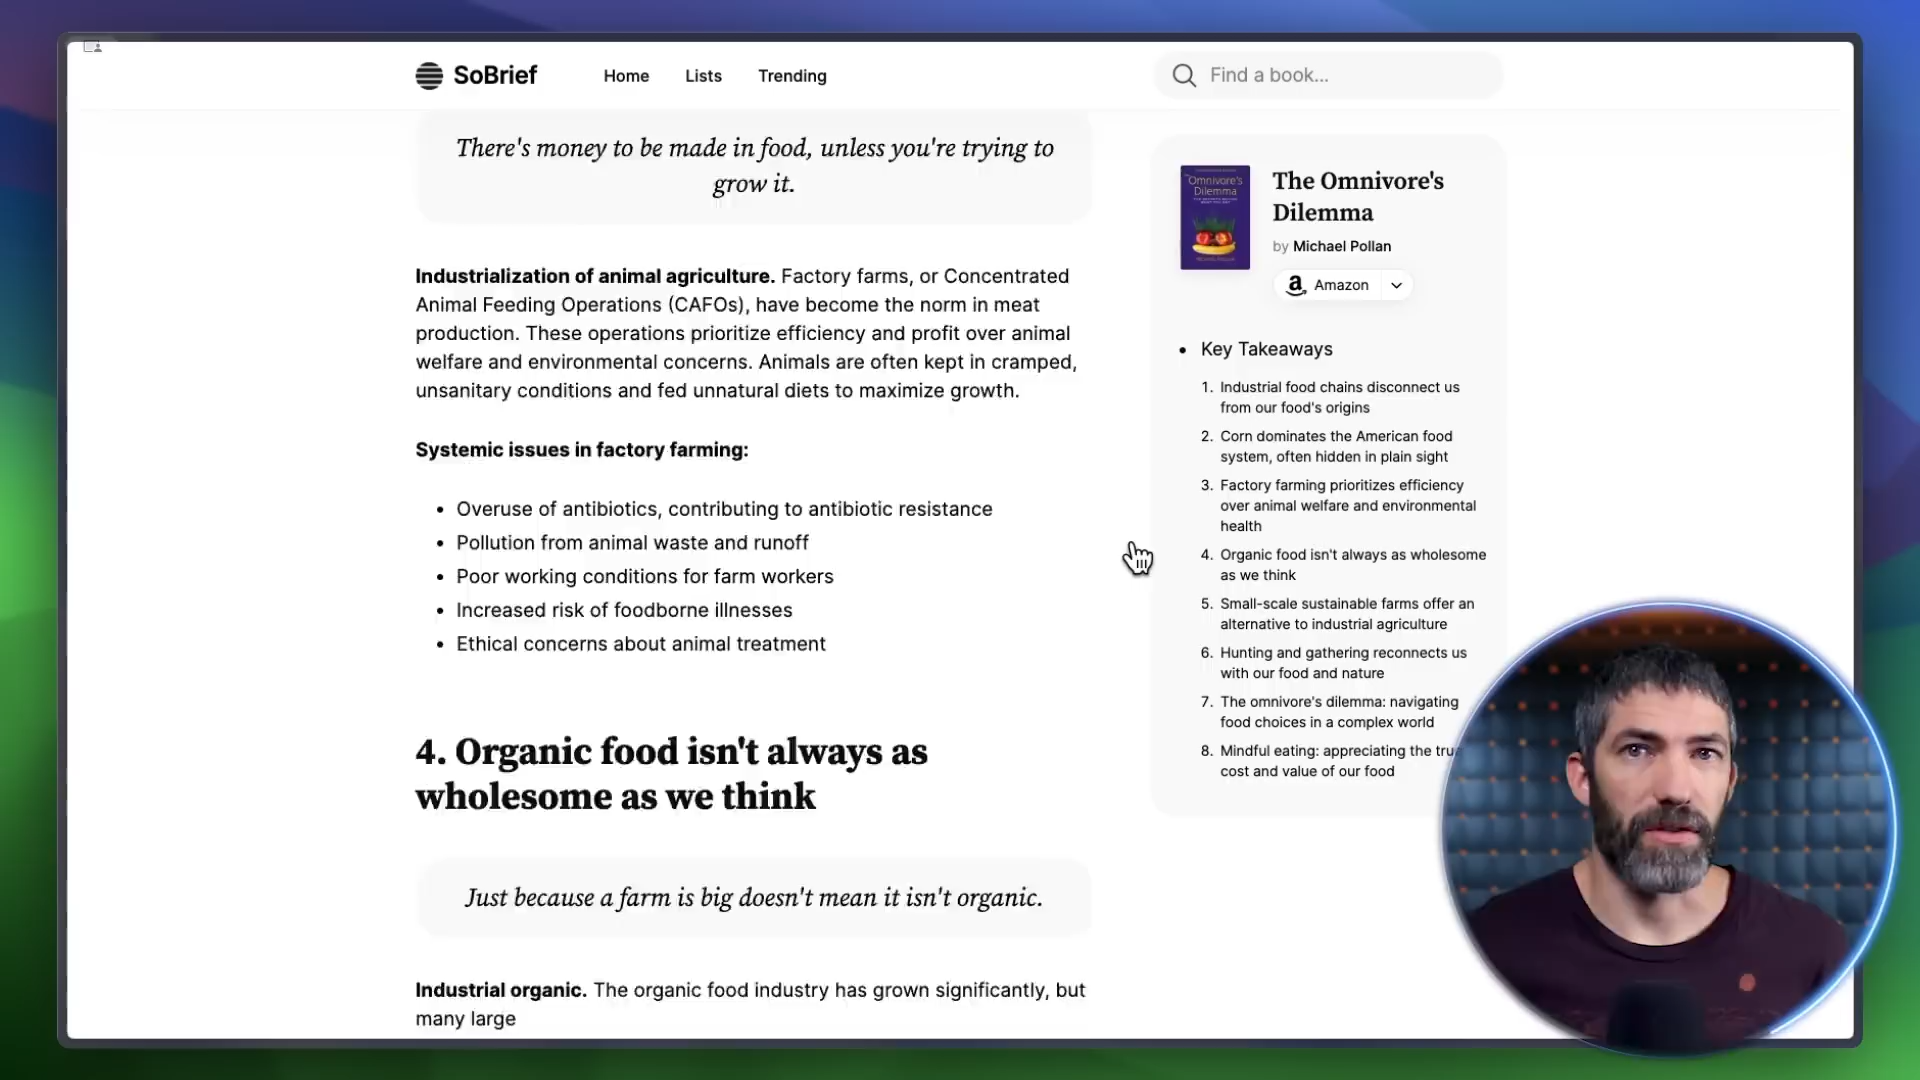 SoBrief
Home
Lists
Trending
Find a book...
There's money to be made in food, unless you're trying to
grow it.
Industrialization of animal agriculture. Factory farms, or Concentrated
Animal Feeding Operations (CAFOs), have become the norm in meat
production. These operations prioritize efficiency and profit over animal
welfare and environmental concerns. Animals are often kept in cramped,
unsanitary conditions and fed unnatural diets to maximize growth.
Systemic issues in factory farming:
• Overuse of antibiotics, contributing to antibiotic resistance
• Pollution from animal waste and runoff
• Poor working conditions for farm workers
• Increased risk of foodborne illnesses
• Ethical concerns about animal treatment
4. Organic food isn't always as
wholesome as we think
Just because a farm is big doesn't mean it isn't organic.
Industrial organic. The organic food industry has grown significantly, but
many large
Omnivore's
Dilemma
The Omnivore's
Dilemma
by Michael Pollan
Amazon
• Key Takeaways
1. Industrial food chains disconnect us
from our food's origins
2. Corn dominates the American food
system, often hidden in plain sight
3. Factory farming prioritizes efficiency
over animal welfare and environmental
health
4. Organic food isn't always as wholesome
as we think
5. Small-scale sustainable farms offer an
alternative to industrial agriculture
6. Hunting and gathering reconnects us
with our food and nature
7. The omnivore's dilemma: navigating
food choices in a complex world
8. Mindful eating: appreciating the
cost and value of our food